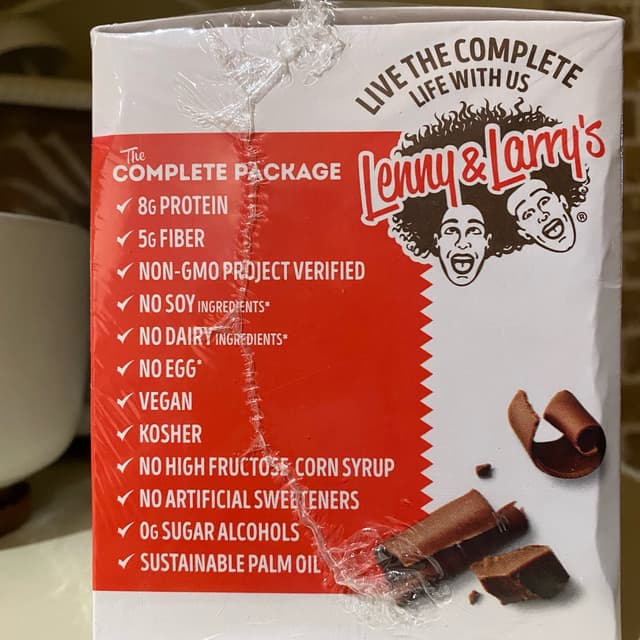 LIVE THE COMPLETE
LIFE WITH US
Lenny & Larry's®
The
COMPLETE PACKAGE
✓ 8G PROTEIN
✓ 5G FIBER
✓ NON-GMO PROJECT VERIFIED
✓ NO SOY INGREDIENTS*
✓ NO DAIRY INGREDIENTS*
✓ NO EGG*
✓ VEGAN
✓ KOSHER
✓ NO HIGH FRUCTOSE CORN SYRUP
✓ NO ARTIFICIAL SWEETENERS
✓ 0G SUGAR ALCOHOLS
✓ SUSTAINABLE PALM OIL